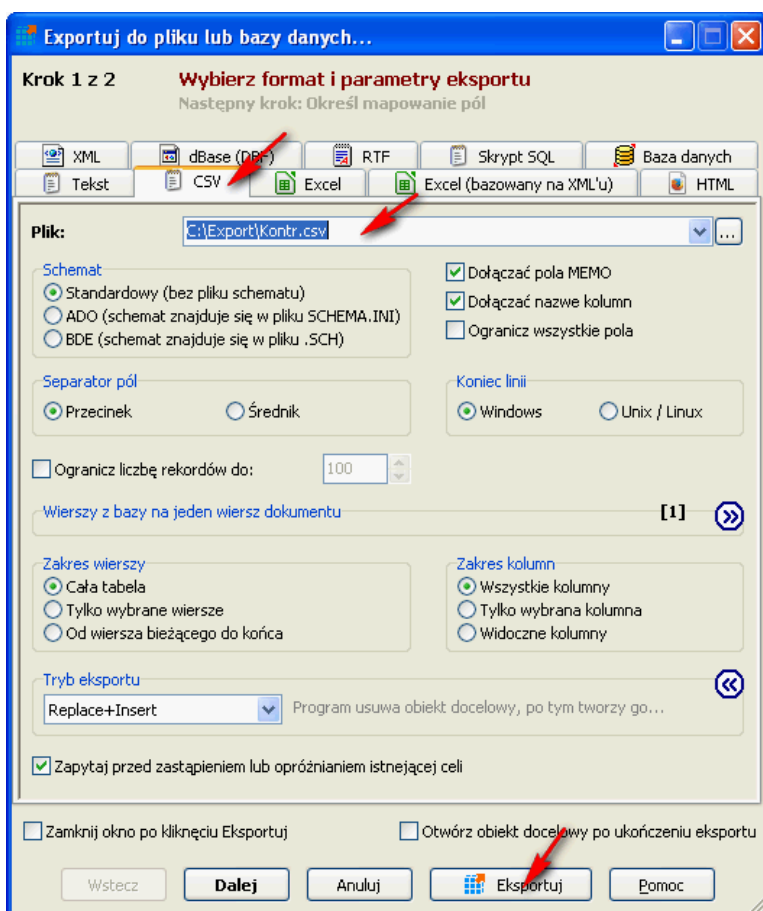 Exportuj do pliku lub bazy danych...
Krok 1 z 2 Wybierz format i parametry eksportu
Następny krok: Określ mapowanie pól
XML dBase (DBF) RTF Skrypt SQL Baza danych
Tekst CSV Excel Excel (bazowany na XML'u) HTML
Plik: C:\Export\Kontr.csv ...
Schemat
Standardowy (bez pliku schematu)
ADO (schemat znajduje się w pliku SCHEMA.INI)
BDE (schemat znajduje się w pliku .SCH)
Dołączać pola MEMO
Dołączać nazwe kolumn
Ogranicz wszystkie pola
Separator pól
Przecinek Średnik
Koniec linii
Windows Unix / Linux
Ogranicz liczbę rekordów do: 100
Wierszy z bazy na jeden wiersz dokumentu [1]
Zakres wierszy
Cała tabela
Tylko wybrane wiersze
Od wiersza bieżącego do końca
Zakres kolumn
Wszystkie kolumny
Tylko wybrana kolumna
Widoczne kolumny
Tryb eksportu
Replace+Insert Program usuwa obiekt docelowy, po tym tworzy go...
Zapytaj przed zastąpieniem lub opróżnianiem istnejącej celi
Zamknij okno po kliknęciu Eksportuj Otwórz obiekt docelowy po ukończeniu eksportu
Wstecz Dalej Anuluj Eksportuj Pomoc